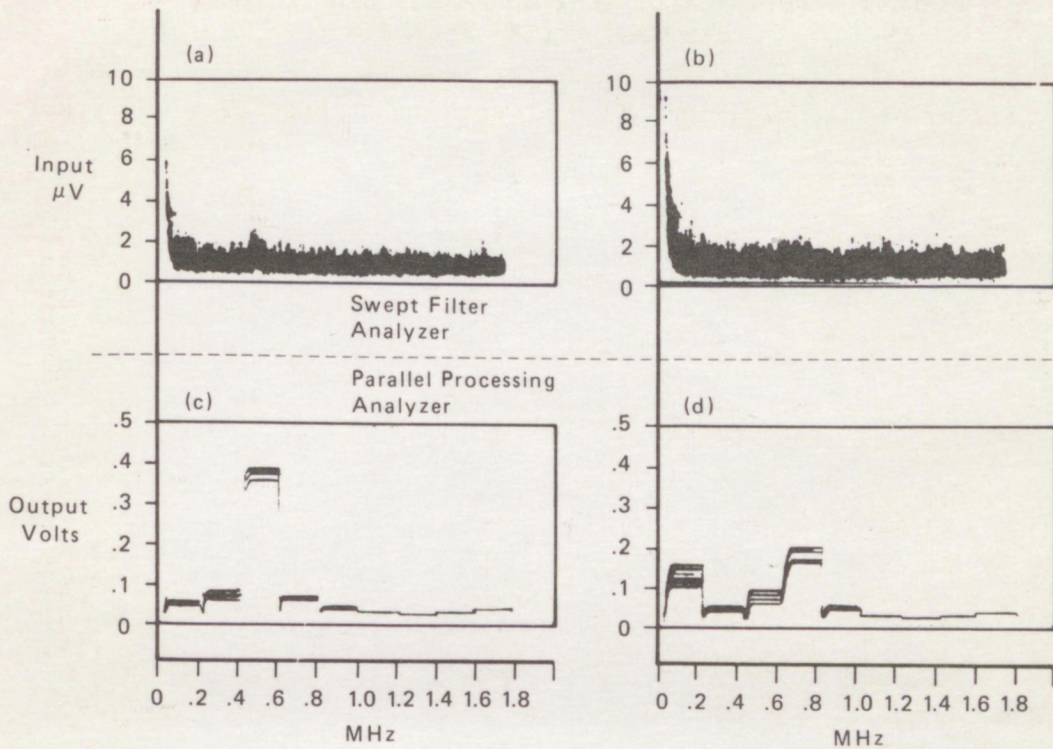 (a)
(b)
10
8
6
4
2
0
Input
μV
10
8
6
4
2
0
Swept Filter
Analyzer
Parallel Processing
Analyzer
(c)
(d)
.5
.4
.3
.2
.1
0
Output
Volts
.5
.4
.3
.2
.1
0
0 .2 .4 .6 .8 1.0 1.2 1.4 1.6 1.8
MHz
0 .2 .4 .6 .8 1.0 1.2 1.4 1.6 1.8
MHz